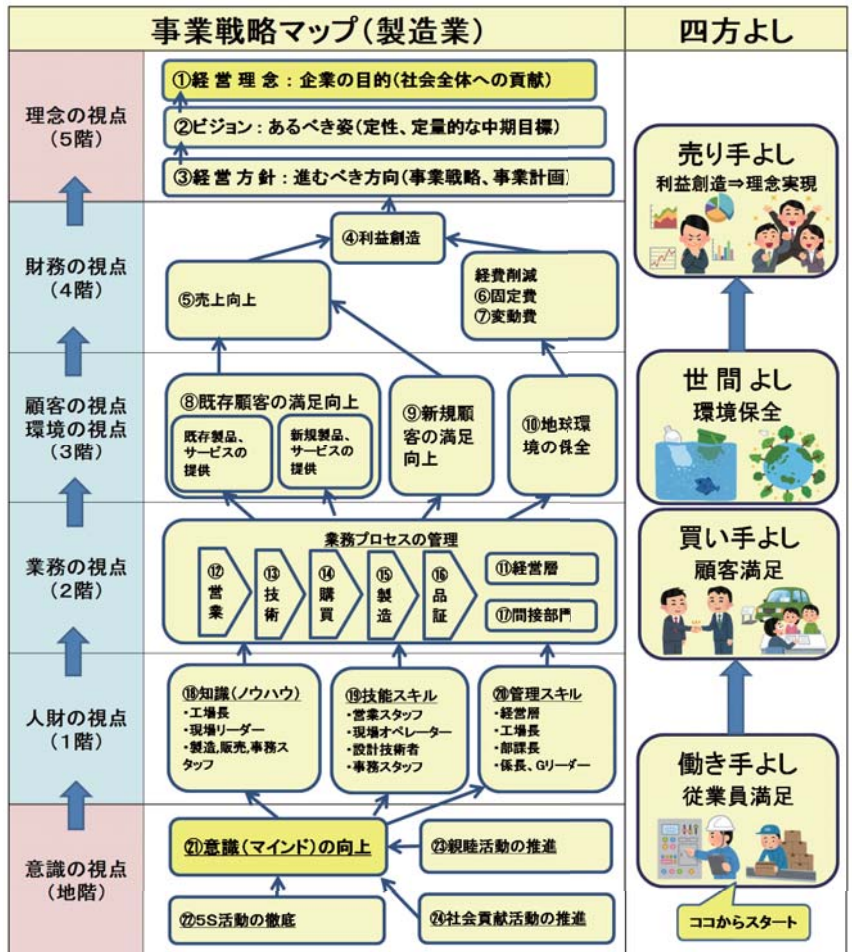 事業戦略マップ(製造業)
四方よし
理念の視点
(5階)
①経営理念：企業の目的(社会全体への貢献)
②ビジョン：あるべき姿(定性、定量的な中期目標)
③経営方針：進むべき方向(事業戦略、事業計画)
財務の視点
(4階)
④利益創造
⑤売上向上
経費削減
⑥固定費
⑦変動費
顧客の視点
環境の視点
(3階)
⑧既存顧客の満足向上
既存製品、
サービスの
提供
新規製品、
サービスの
提供
⑨新規顧
客の満足
向上
⑩地球環
境の保全
業務の視点
(2階)
業務プロセスの管理
⑫営業
⑬技術
⑭購買
⑮製造
⑯品証
⑪経営層
⑰間接部門
人財の視点
(1階)
⑱知識(ノウハウ)
・工場長
・現場リーダー
・製造,販売,事務ス
タッフ
⑲技能スキル
・営業スタッフ
・現場オペレーター
・設計技術者
・事務スタッフ
⑳管理スキル
・経営層
・工場長
・部課長
・係長、Gリーダー
意識の視点
(地階)
㉑意識(マインド)の向上
㉓親睦活動の推進
㉒5S活動の徹底
㉔社会貢献活動の推進
売り手よし
利益創造⇒理念実現
世間よし
環境保全
買い手よし
顧客満足
働き手よし
従業員満足
ココからスタート